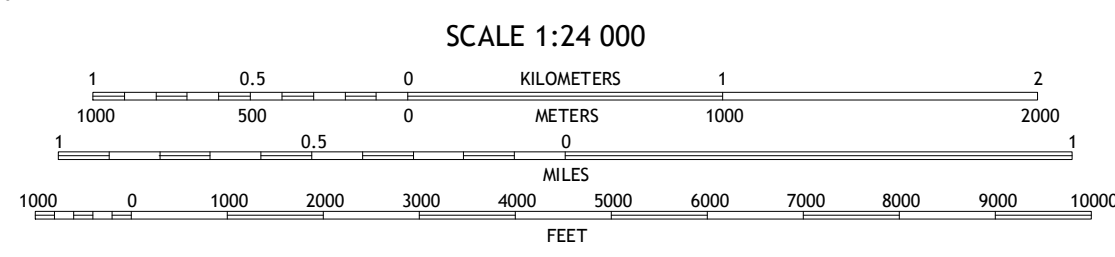 SCALE 1:24 000
1 0.5 0 KILOMETERS 1 2
1000 500 0 METERS 1000 2000
1 0.5 0 1
MILES
1000 0 1000 2000 3000 4000 5000 6000 7000 8000 9000 10000
FEET